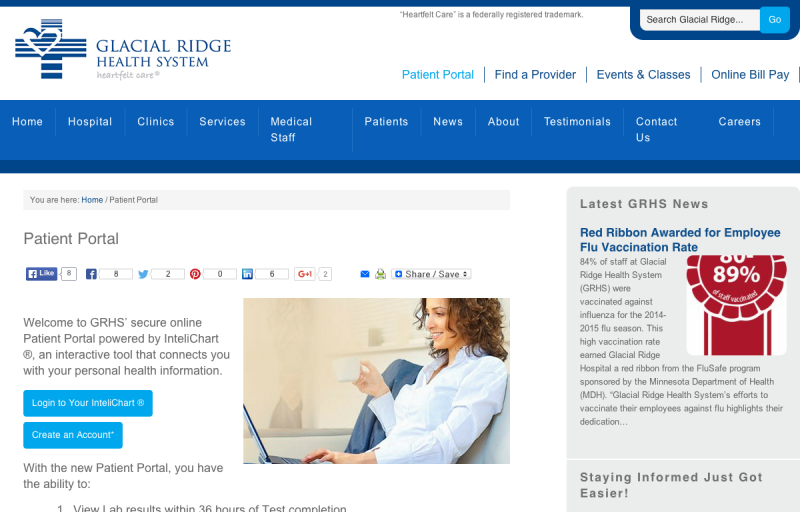 "Heartfelt Care" is a federally registered trademark.
Search Glacial Ridge...
Go
GLACIAL RIDGE
HEALTH SYSTEM
heartfelt care®
Patient Portal
Find a Provider
Events & Classes
Online Bill Pay
Home
Hospital
Clinics
Services
Medical
Staff
Patients
News
About
Testimonials
Contact
Us
Careers
You are here: Home / Patient Portal
Patient Portal
Like
8
8
2
0
6
+1
2
Share / Save
Welcome to GRHS' secure online
Patient Portal powered by InteliChart
®, an interactive tool that connects you
with your personal health information.
Login to Your InteliChart ®
Create an Account*
With the new Patient Portal, you have
the ability to:
1. View Lab results within 36 hours of Test completion
Latest GRHS News
Red Ribbon Awarded for Employee
Flu Vaccination Rate
84% of staff at Glacial
Ridge Health System
(GRHS) were
vaccinated against
influenza for the 2014-
2015 flu season. This
high vaccination rate
earned Glacial Ridge
Hospital a red ribbon from the FluSafe program
sponsored by the Minnesota Department of Health
(MDH). "Glacial Ridge Health System's efforts to
vaccinate their employees against flu highlights their
dedication…
80-
89%
of staff vaccinated
Staying Informed Just Got
Easier!